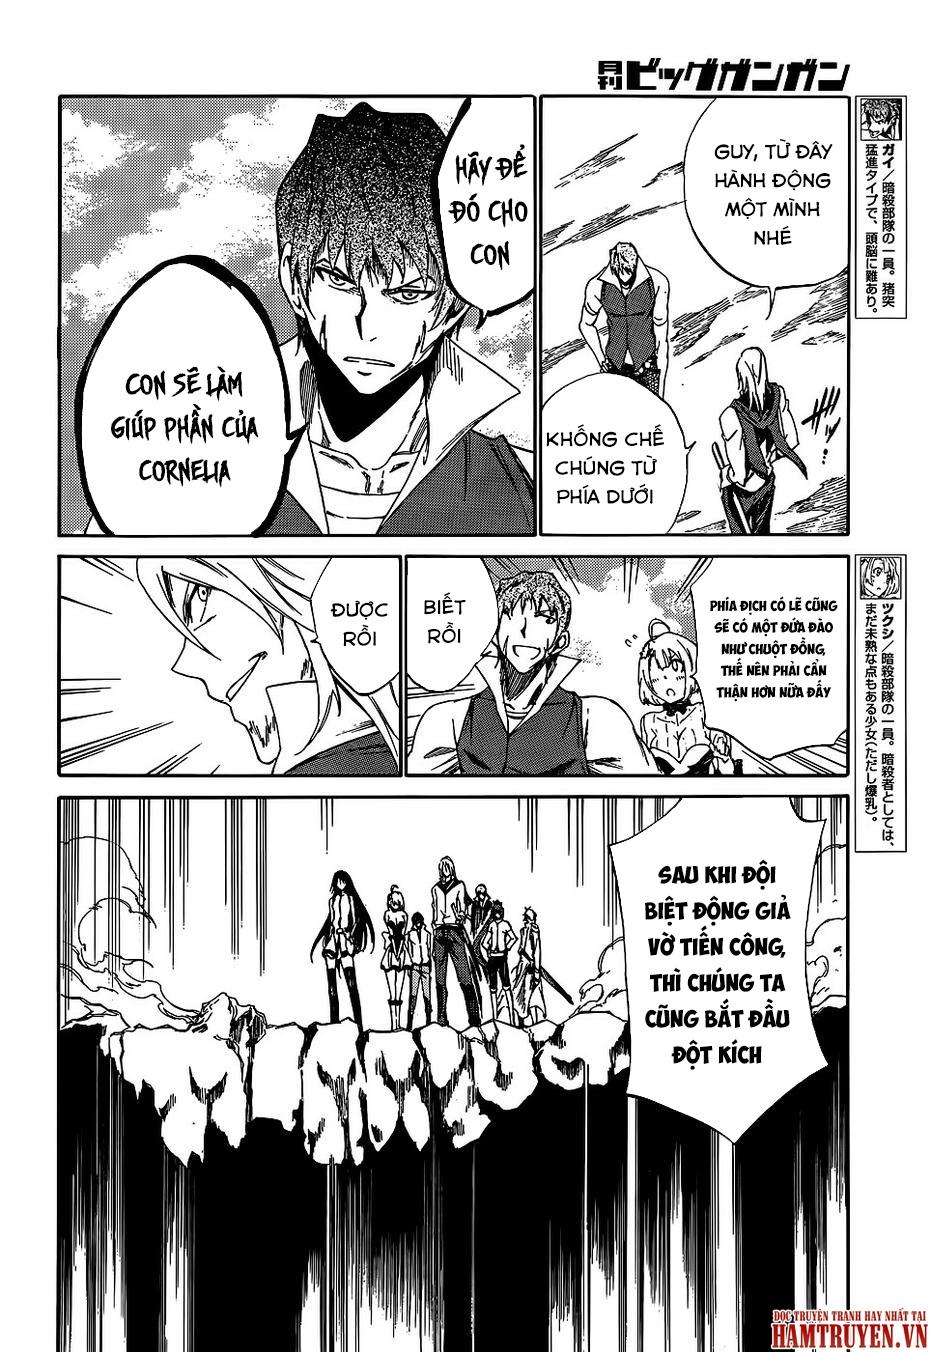 月刊ビッグガンガン
GUY, TỪ ĐÂY
HÀNH ĐỘNG
MỘT MÌNH
NHÉ
KHỐNG CHẾ
CHÚNG TỪ
PHÍA DƯỚI
HÃY ĐỂ
ĐÓ CHO
CON
CON SẼ LÀM
GIÚP PHẦN CỦA
CORNELIA
ガイ/暗殺部隊の一員。猪突
猛進タイプで、頭脳に難あり。
PHÍA ĐỊCH CÓ LẼ CŨNG
SẼ CÓ MỘT ĐỨA ĐÀO
NHƯ CHUỘT ĐỒNG,
THẾ NÊN PHẢI CẨN
THẬN HƠN NỮA ĐẤY
BIẾT
RỒI
ĐƯỢC
RỒI
ツクシ/暗殺部隊の一員。暗殺者としては、
まだ未熟な点もある少女(ただし爆乳)。
SAU KHI ĐỘI
BIỆT ĐỘNG GIẢ
VỜ TIẾN CÔNG,
THÌ CHÚNG TA
CŨNG BẮT ĐẦU
ĐỘT KÍCH
ĐỌC TRUYỆN TRANH HAY NHẤT TẠI
HAMTRUYEN.VN